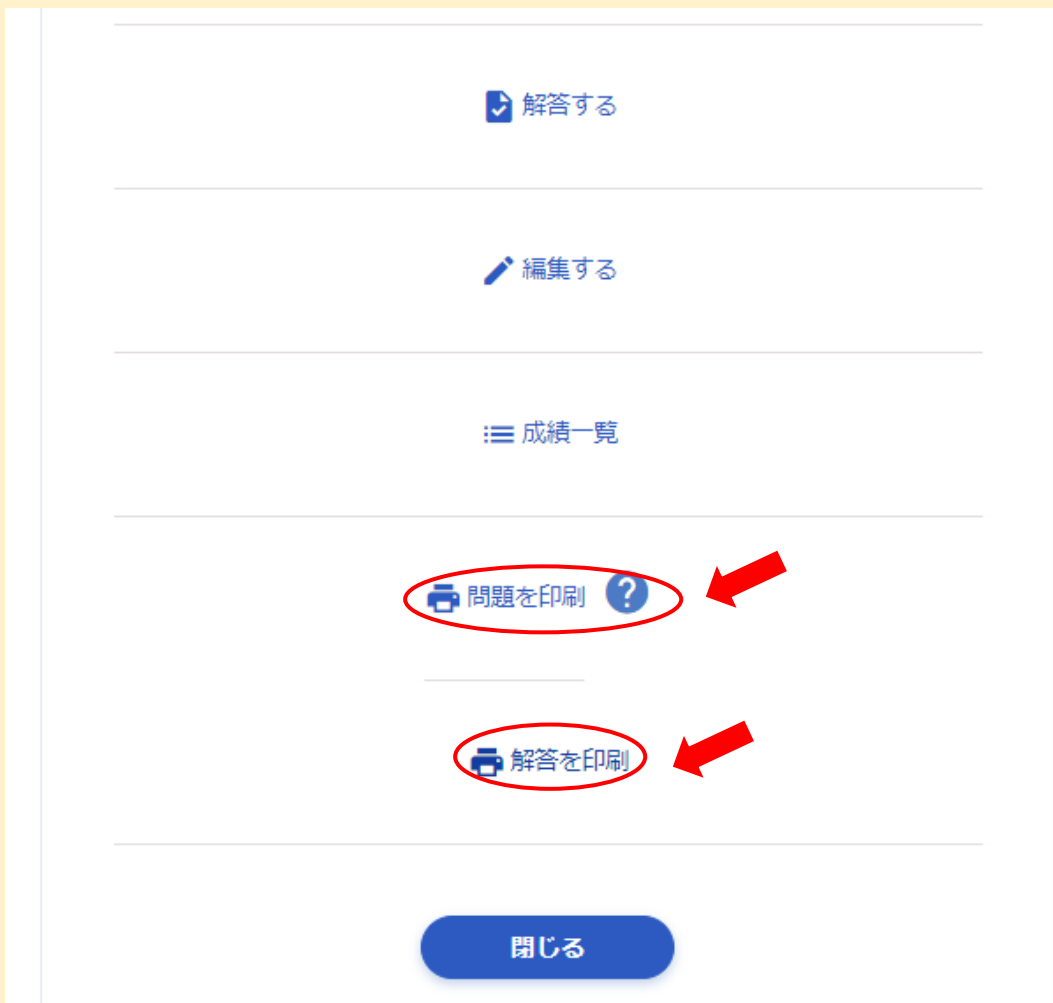 解答する
編集する
成績一覧
問題を印刷 ?
解答を印刷
閉じる